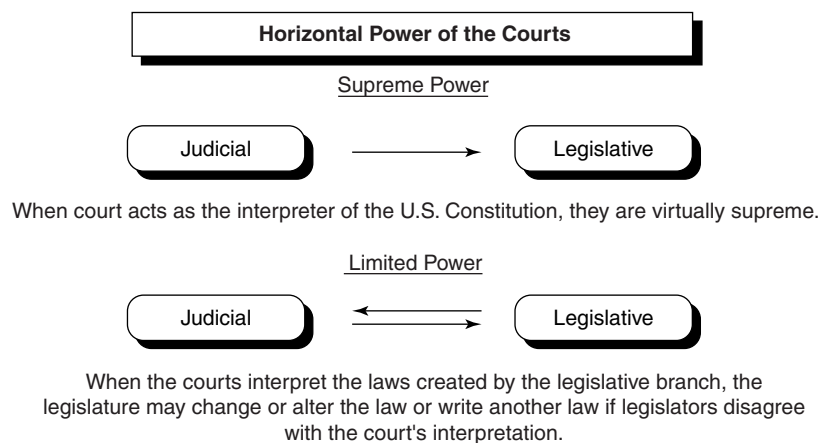 Horizontal Power of the Courts
Supreme Power
Judicial
Legislative
When court acts as the interpreter of the U.S. Constitution, they are virtually supreme.
Limited Power
Judicial
Legislative
When the courts interpret the laws created by the legislative branch, the
legislature may change or alter the law or write another law if legislators disagree
with the court's interpretation.